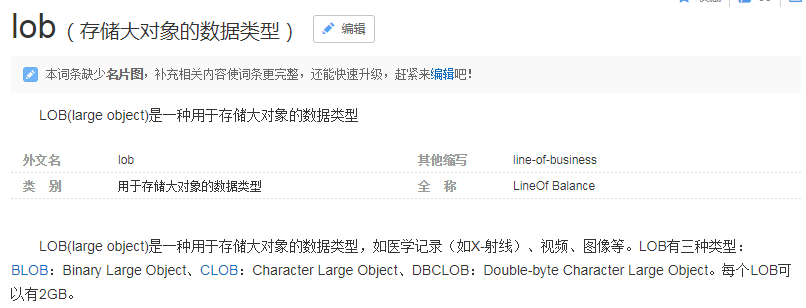 lob（存储大对象的数据类型） 编辑
本词条缺少名片图，补充相关内容使词条更完整，还能快速升级，赶紧来编辑吧！
LOB(large object)是一种用于存储大对象的数据类型
外文名 lob 其他缩写 line-of-business
类 别 用于存储大对象的数据类型 全 称 LineOf Balance
LOB(large object)是一种用于存储大对象的数据类型，如医学记录（如X-射线）、视频、图像等。LOB有三种类型：
BLOB：Binary Large Object、CLOB：Character Large Object、DBCLOB：Double-byte Character Large Object。每个LOB可
以有2GB。